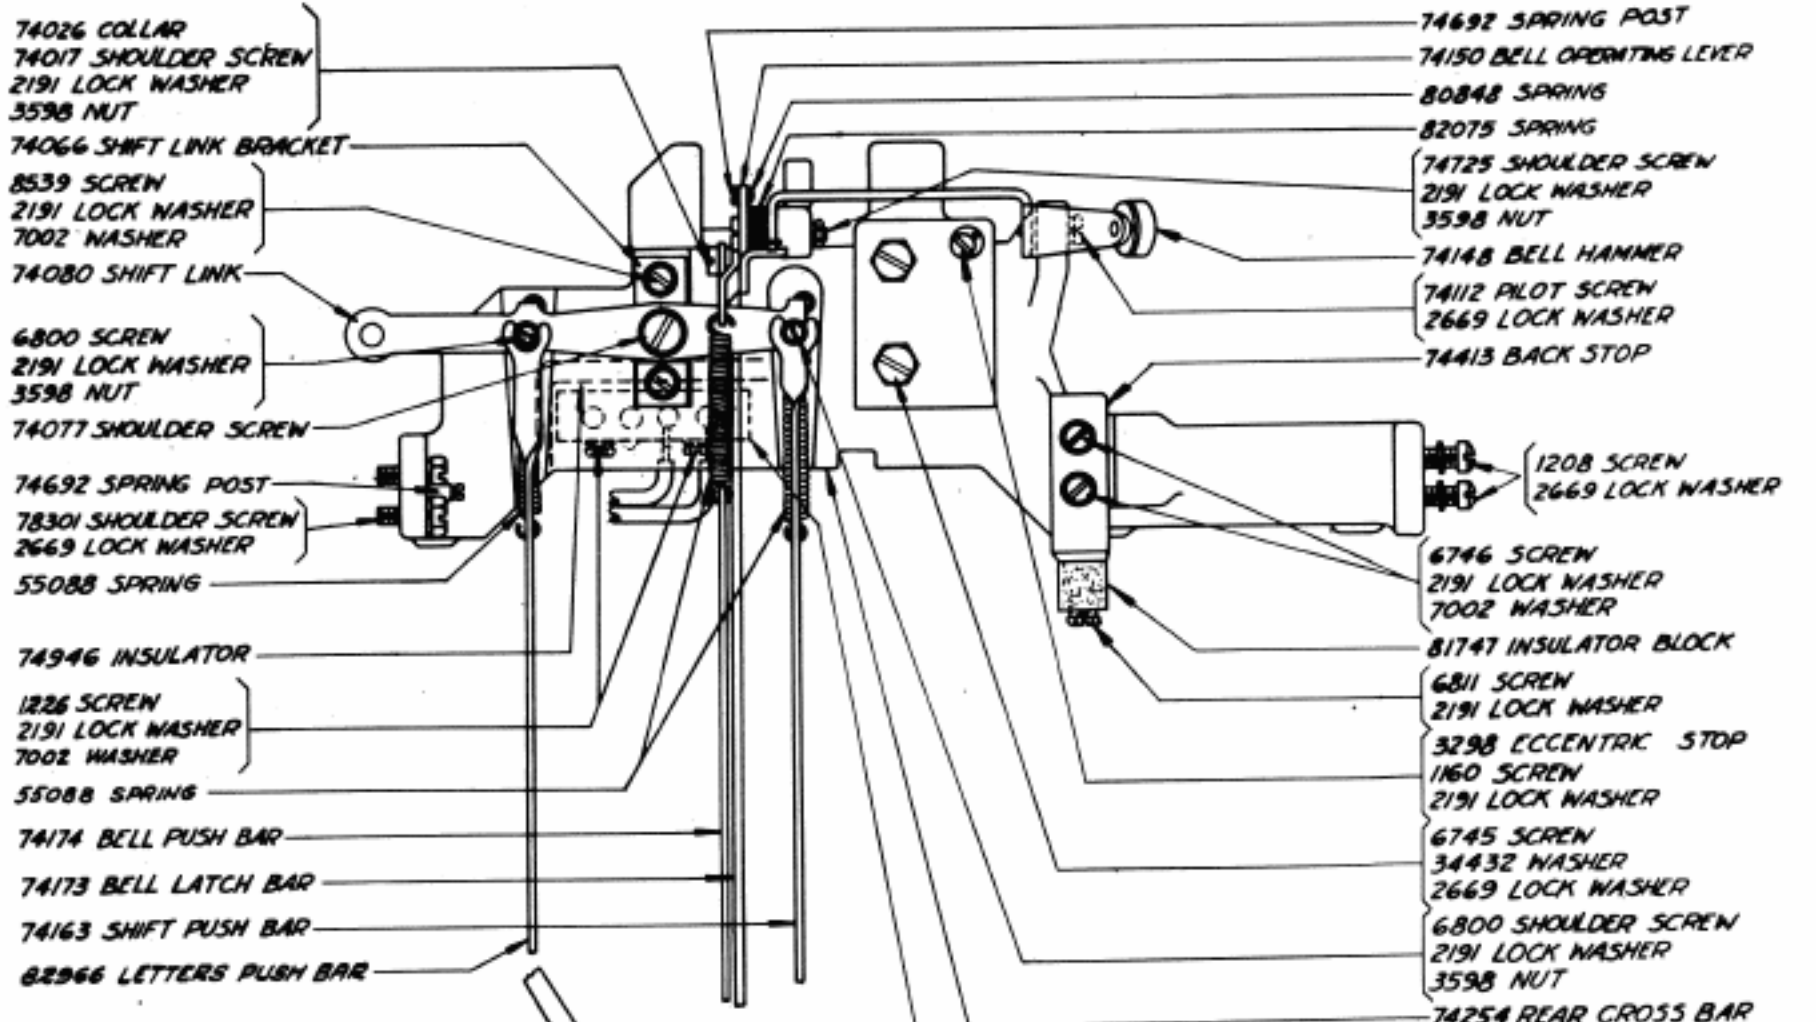 74026 COLLAR
74017 SHOULDER SCREW
2191 LOCK WASHER
3598 NUT
74066 SHIFT LINK BRACKET
8539 SCREW
2191 LOCK WASHER
7002 WASHER
74080 SHIFT LINK
6800 SCREW
2191 LOCK WASHER
3598 NUT
74077 SHOULDER SCREW
74692 SPRING POST
78301 SHOULDER SCREW
2669 LOCK WASHER
55088 SPRING
74946 INSULATOR
1226 SCREW
2191 LOCK WASHER
7002 WASHER
55088 SPRING
74174 BELL PUSH BAR
74173 BELL LATCH BAR
74163 SHIFT PUSH BAR
82966 LETTERS PUSH BAR
74692 SPRING POST
74150 BELL OPERATING LEVER
80848 SPRING
82075 SPRING
74725 SHOULDER SCREW
2191 LOCK WASHER
3598 NUT
74148 BELL HAMMER
74112 PILOT SCREW
2669 LOCK WASHER
74413 BACK STOP
1208 SCREW
2669 LOCK WASHER
6746 SCREW
2191 LOCK WASHER
7002 WASHER
81747 INSULATOR BLOCK
6811 SCREW
2191 LOCK WASHER
3298 ECCENTRIC STOP
1160 SCREW
2191 LOCK WASHER
6745 SCREW
34432 WASHER
2669 LOCK WASHER
6800 SHOULDER SCREW
2191 LOCK WASHER
3598 NUT
74254 REAR CROSS BAR